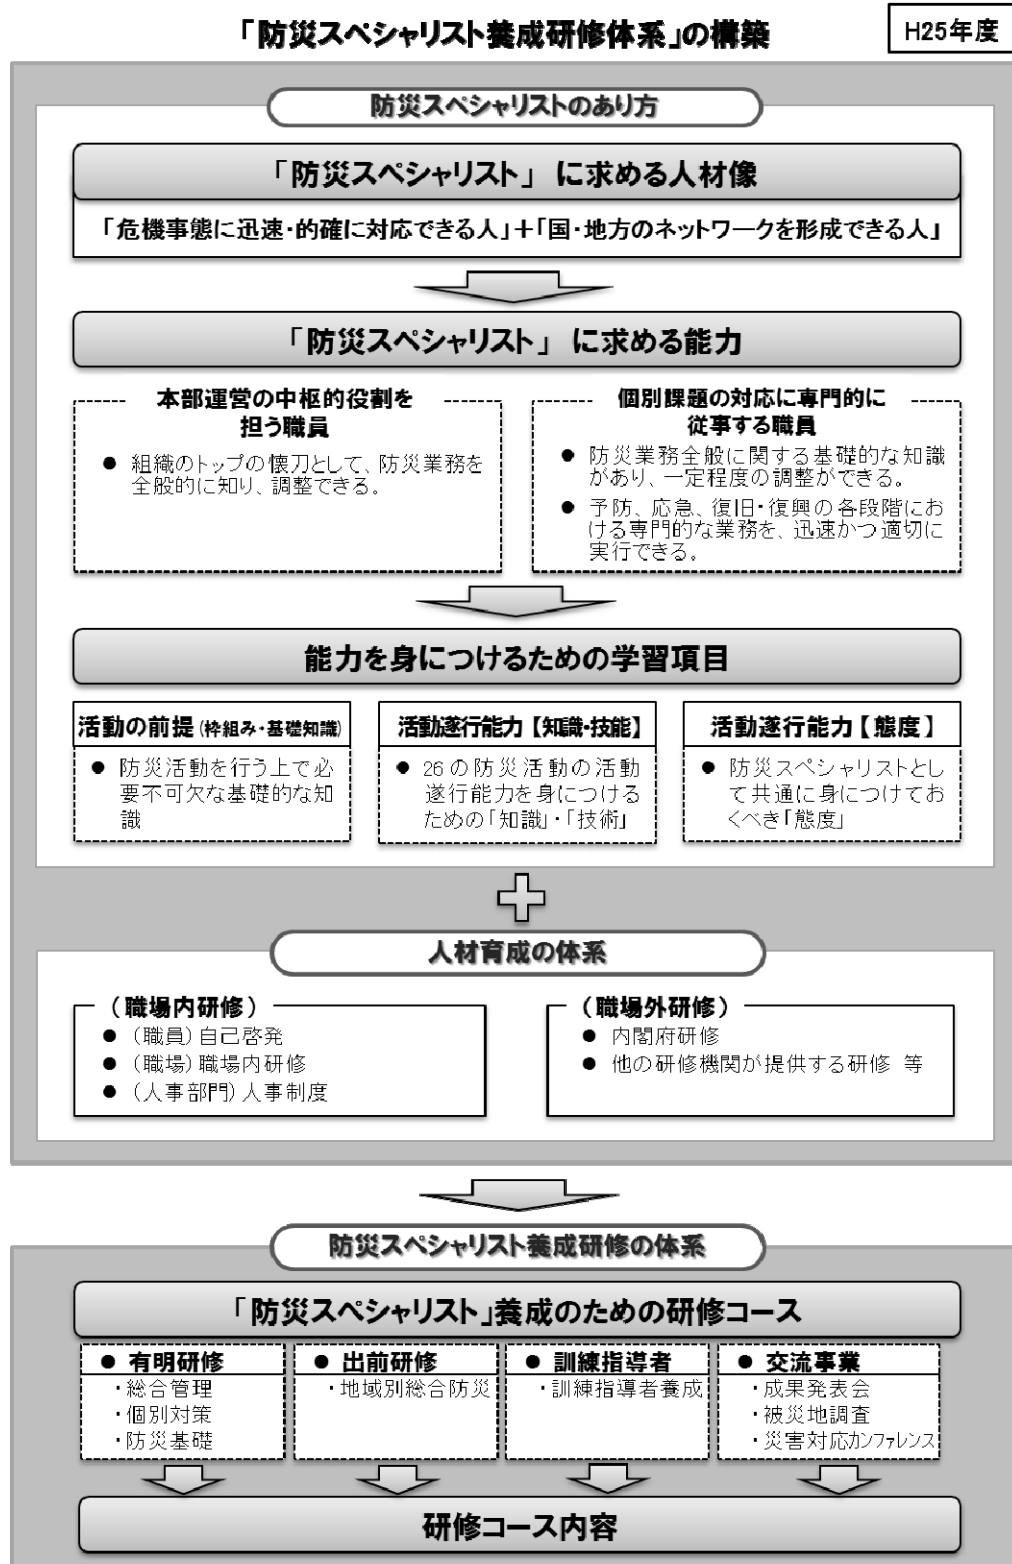 「防災スペシャリスト養成研修体系」の構築
H25年度
防災スペシャリストのあり方
「防災スペシャリスト」 に求める人材像
「危機事態に迅速・的確に対応できる人」＋「国・地方のネットワークを形成できる人」
「防災スペシャリスト」 に求める能力
本部運営の中枢的役割を
担う職員
● 組織のトップの懐刀として、防災業務を
全般的に知り、調整できる。
個別課題の対応に専門的に
従事する職員
● 防災業務全般に関する基礎的な知識
があり、一定程度の調整ができる。
● 予防、応急、復旧・復興の各段階にお
ける専門的な業務を、迅速かつ適切に
実行できる。
能力を身につけるための学習項目
活動の前提（枠組み・基礎知識）
● 防災活動を行う上で必
要不可欠な基礎的な知
識
活動遂行能力【知識・技能】
● 26の防災活動の活動
遂行能力を身につける
ための「知識」・「技術」
活動遂行能力【態度】
● 防災スペシャリストとし
て共通に身につけてお
くべき「態度」
人材育成の体系
（職場内研修）
● （職員）自己啓発
● （職場）職場内研修
● （人事部門）人事制度
（職場外研修）
● 内閣府研修
● 他の研修機関が提供する研修 等
防災スペシャリスト養成研修の体系
「防災スペシャリスト」養成のための研修コース
● 有明研修
・総合管理
・個別対策
・防災基礎
● 出前研修
・地域別総合防災
● 訓練指導者
・訓練指導者養成
● 交流事業
・成果発表会
・被災地調査
・災害対応カンファレンス
研修コース内容